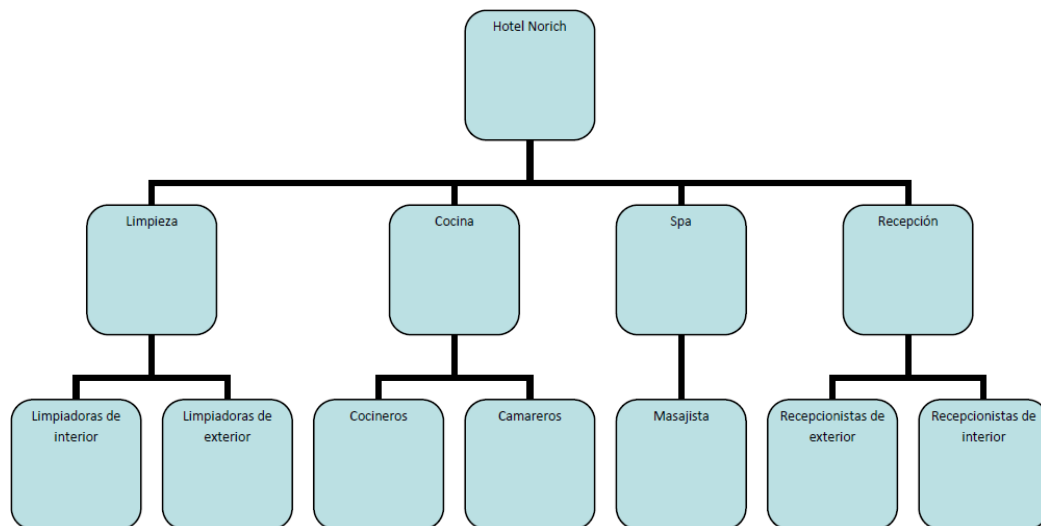 Hotel Norich
Limpieza
Cocina
Spa
Recepción
Limpiadoras de
interior
Limpiadoras de
exterior
Cocineros
Camareros
Masajista
Recepcionistas de
exterior
Recepcionistas de
interior